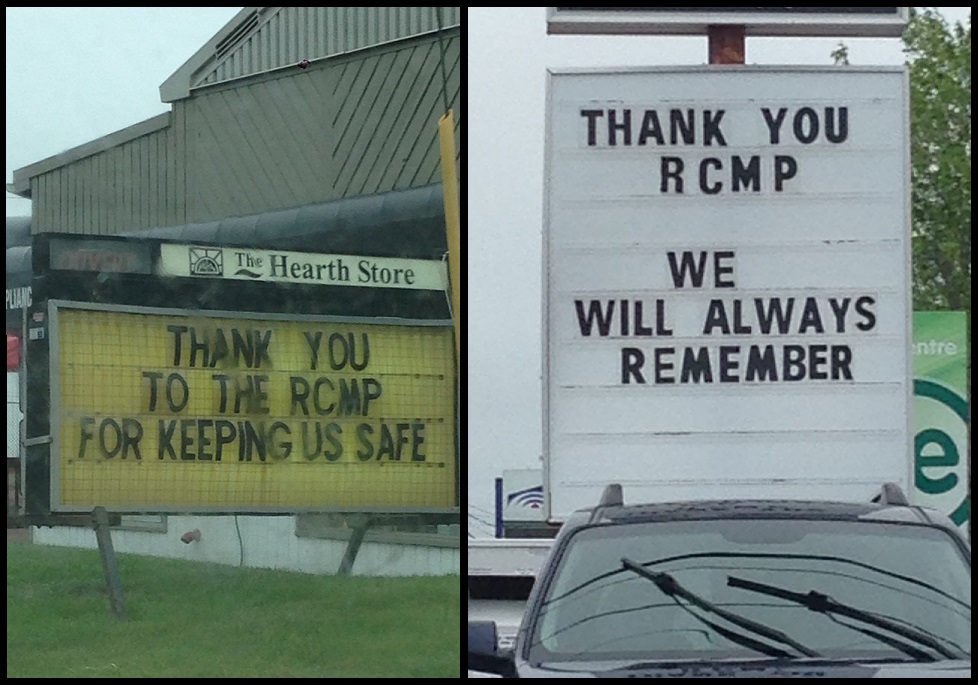 The Hearth Store
THANK YOU
TO THE RCMP
FOR KEEPING US SAFE
THANK YOU
RCMP
WE
WILL ALWAYS
REMEMBER
entre
e